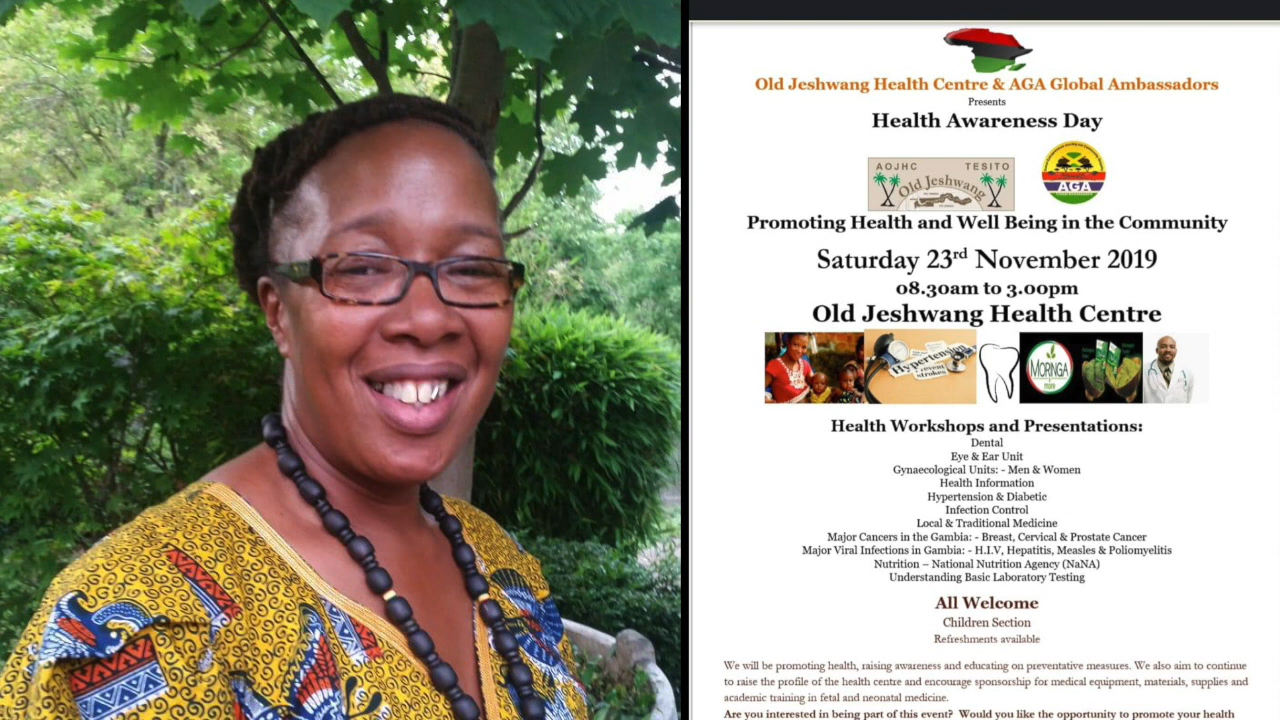 Old Jeshwang Health Centre & AGA Global Ambassadors
Presents
Health Awareness Day
AOJHC TESITO
Old Jeshwang
AGA
Promoting Health and Well Being in the Community
Saturday 23rd November 2019
08.30am to 3.00pm
Old Jeshwang Health Centre
Hypertension
prevent
strokes
MORINGA
& more
Health Workshops and Presentations:
Dental
Eye & Ear Unit
Gynaecological Units: - Men & Women
Health Information
Hypertension & Diabetic
Infection Control
Local & Traditional Medicine
Major Cancers in the Gambia: - Breast, Cervical & Prostate Cancer
Major Viral Infections in Gambia: - H.I.V, Hepatitis, Measles & Poliomyelitis
Nutrition – National Nutrition Agency (NaNA)
Understanding Basic Laboratory Testing
All Welcome
Children Section
Refreshments available
We will be promoting health, raising awareness and educating on preventative measures. We also aim to continue
to raise the profile of the health centre and encourage sponsorship for medical equipment, materials, supplies and
academic training in fetal and neonatal medicine.
Are you interested in being part of this event? Would you like the opportunity to promote your health